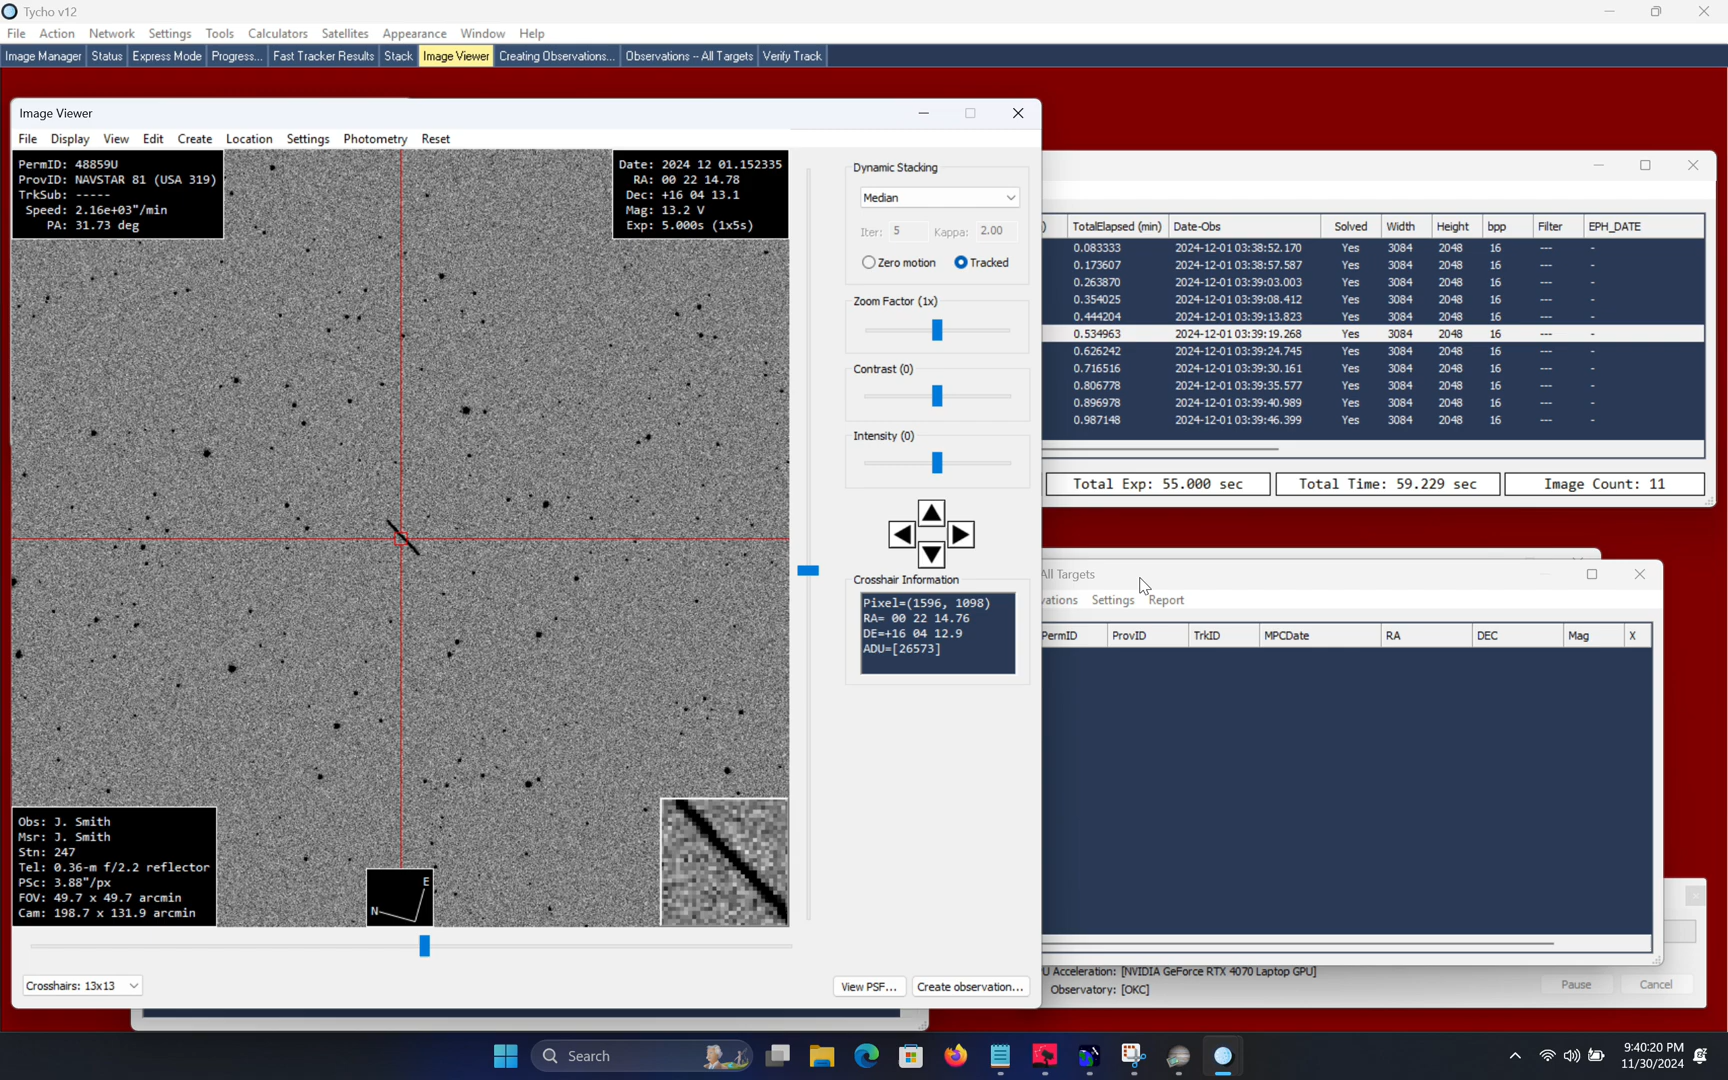 Tycho v12
File Action Network Settings Tools Calculators Satellites Appearance Window Help
Image Manager Status Express Mode Progress... Fast Tracker Results Stack Image Viewer Creating Observations... Observations -- All Targets Verify Track
Image Viewer
File Display View Edit Create Location Settings Photometry Reset
PermID: 48859U
ProvID: NAVSTAR 81 (USA 319)
TrkSub: -----
Speed: 2.16e+03"/min
PA: 31.73 deg
Date: 2024 12 01.152335
RA: 00 22 14.78
Dec: +16 04 13.1
Mag: 13.2 V
Exp: 5.000s (1x5s)
Dynamic Stacking
Median
Iter: 5 Kappa: 2.00
Zero motion Tracked
Zoom Factor (1x)
Contrast (0)
Intensity (0)
Crosshair Information
Pixel=(1596, 1098)
RA= 00 22 14.76
DE=+16 04 12.9
ADU=[26573]
Obs: J. Smith
Msr: J. Smith
Stn: 247
Tel: 0.36-m f/2.2 reflector
PSc: 3.88"/px
FOV: 49.7 x 49.7 arcmin
Cam: 198.7 x 131.9 arcmin
E
N
Crosshairs: 13x13
View PSF... Create observation...
) TotalElapsed (min) Date-Obs Solved Width Height bpp Filter EPH_DATE
0.083333 2024-12-01 03:38:52.170 Yes 3084 2048 16 --- -
0.173607 2024-12-01 03:38:57.587 Yes 3084 2048 16 --- -
0.263870 2024-12-01 03:39:03.003 Yes 3084 2048 16 --- -
0.354025 2024-12-01 03:39:08.412 Yes 3084 2048 16 --- -
0.444204 2024-12-01 03:39:13.823 Yes 3084 2048 16 --- -
0.534963 2024-12-01 03:39:19.268 Yes 3084 2048 16 --- -
0.626242 2024-12-01 03:39:24.745 Yes 3084 2048 16 --- -
0.716516 2024-12-01 03:39:30.161 Yes 3084 2048 16 --- -
0.806778 2024-12-01 03:39:35.577 Yes 3084 2048 16 --- -
0.896978 2024-12-01 03:39:40.989 Yes 3084 2048 16 --- -
0.987148 2024-12-01 03:39:46.399 Yes 3084 2048 16 --- -
Total Exp: 55.000 sec Total Time: 59.229 sec Image Count: 11
All Targets
vations Settings Report
PermID ProvID TrkID MPCDate RA DEC Mag X
U Acceleration: [NVIDIA GeForce RTX 4070 Laptop GPU]
Observatory: [OKC]
Pause Cancel
Search
9:40:20 PM
11/30/2024